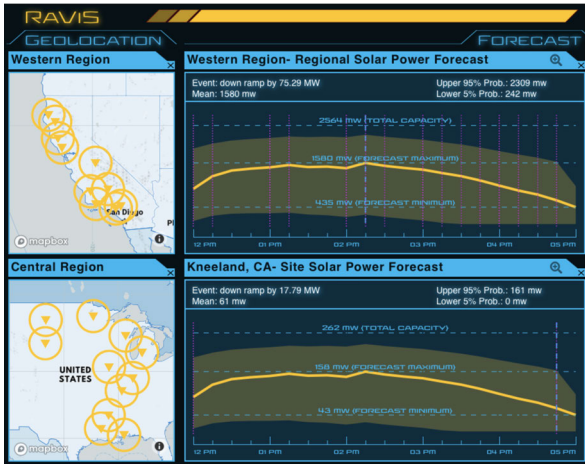 RAVIS
GEOLOCATION
FORECAST
Western Region
Western Region- Regional Solar Power Forecast
Event: down ramp by 75.29 MW
Mean: 1580 mw
Upper 95% Prob.: 2309 mw
Lower 5% Prob.: 242 mw
2564 MW (TOTAL CAPACITY)
1580 MW (FORECAST MAXIMUM)
435 MW (FORECAST MINIMUM)
San Diego
mapbox
12 PM 01 PM 02 PM 03 PM 04 PM 05 PM
Central Region
Kneeland, CA- Site Solar Power Forecast
Event: down ramp by 17.79 MW
Mean: 61 mw
Upper 95% Prob.: 161 mw
Lower 5% Prob.: 0 mw
262 MW (TOTAL CAPACITY)
158 MW (FORECAST MAXIMUM)
43 MW (FORECAST MINIMUM)
UNITED
STATES
mapbox
12 PM 01 PM 02 PM 03 PM 04 PM 05 PM